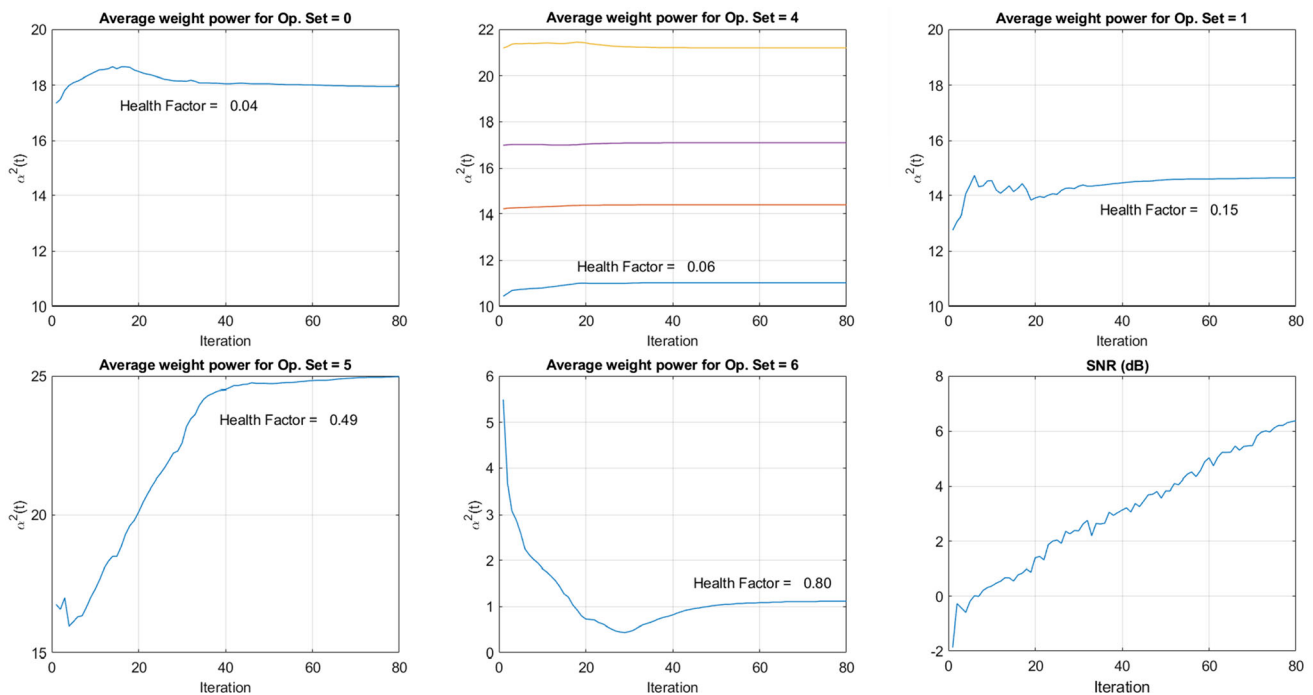 Average weight power for Op. Set = 0
20
18
16
14
12
10
α²(t)
Health Factor = 0.04
0 20 40 60 80
Iteration
Average weight power for Op. Set = 4
22
20
18
16
14
12
10
α²(t)
Health Factor = 0.06
0 20 40 60 80
Iteration
Average weight power for Op. Set = 1
20
18
16
14
12
10
α²(t)
Health Factor = 0.15
0 20 40 60 80
Iteration
Average weight power for Op. Set = 5
25
20
15
α²(t)
Health Factor = 0.49
0 20 40 60 80
Iteration
Average weight power for Op. Set = 6
6
5
4
3
2
1
0
α²(t)
Health Factor = 0.80
0 20 40 60 80
Iteration
SNR (dB)
8
6
4
2
0
-2
0 20 40 60 80
Iteration